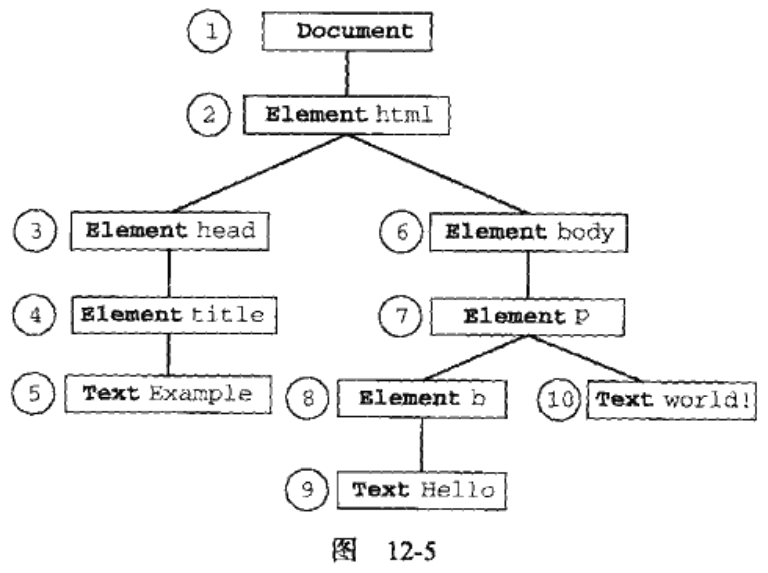 1 Document
2 Element html
3 Element head
6 Element body
4 Element title
7 Element p
5 Text Example
8 Element b
10 Text world!
9 Text Hello
图 12-5